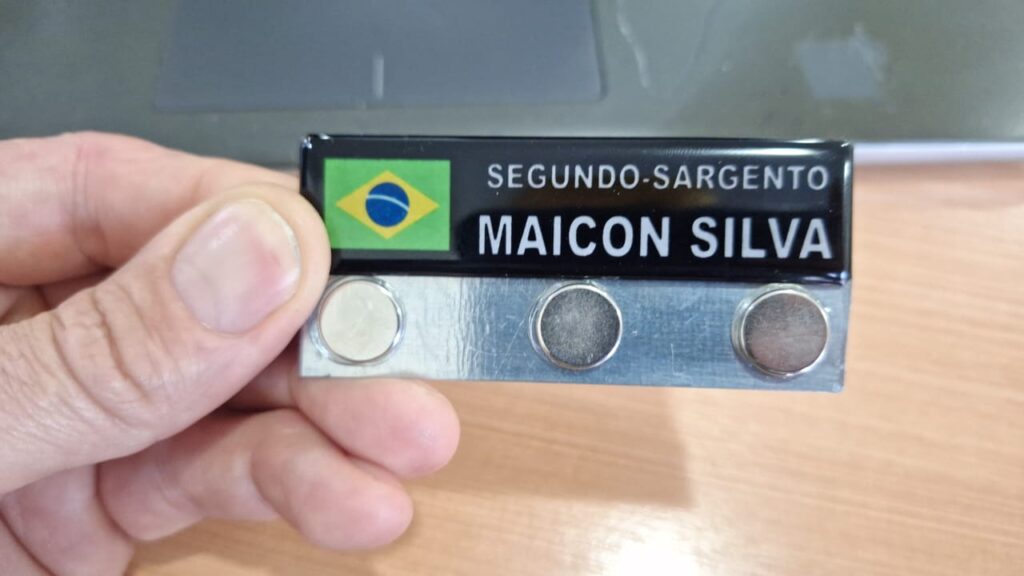 SEGUNDO-SARGENTO
MAICON SILVA